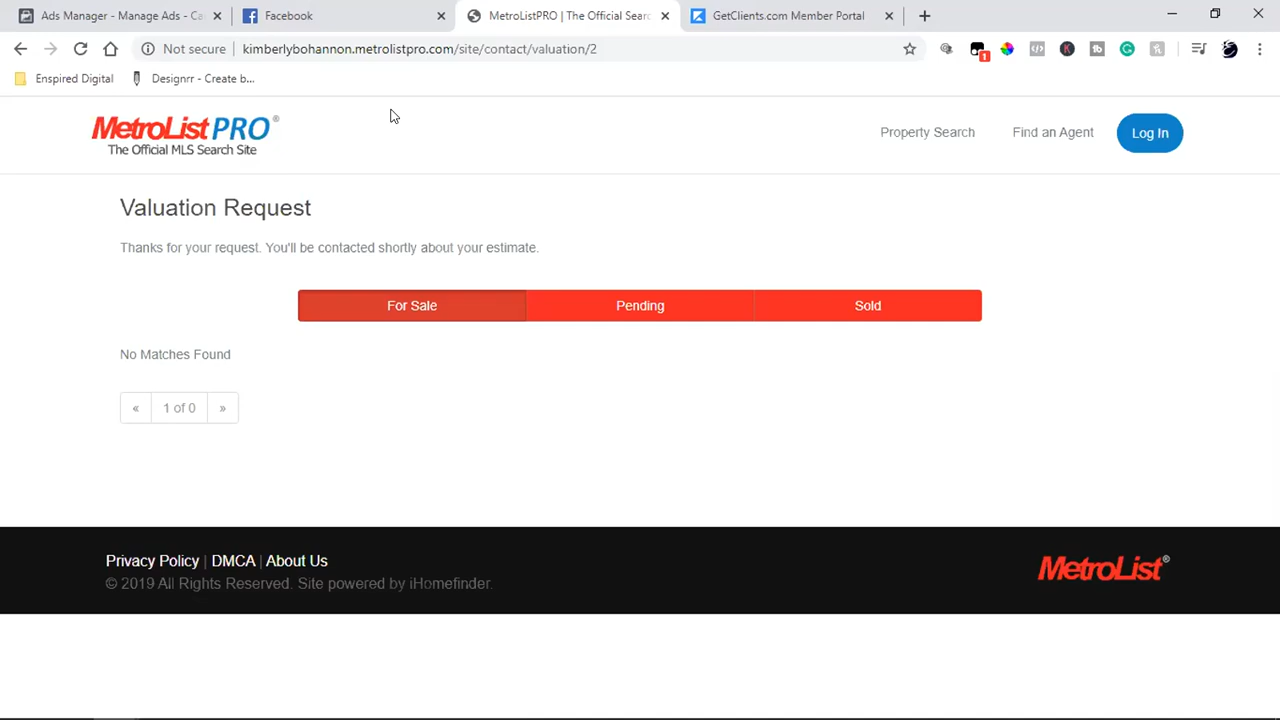 Ads Manager - Manage Ads - Ca
Facebook
MetroListPRO | The Official Searc
GetClients.com Member Portal
Not secure
kimberlybohannon.metrolistpro.com/site/contact/valuation/2
1
Enspired Digital
Designrr - Create b...
MetroListPRO®
The Official MLS Search Site
Property Search
Find an Agent
Log In
Valuation Request
Thanks for your request. You'll be contacted shortly about your estimate.
For Sale
Pending
Sold
No Matches Found
« 1 of 0 »
Privacy Policy | DMCA | About Us
© 2019 All Rights Reserved. Site powered by iHomefinder.
MetroList®